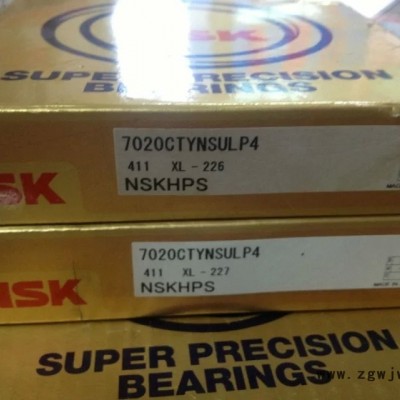 NSK
SUPER PRECISION
BEARINGS
7020CTYNSULP4
411 XL-226
NSKHPS
NSK
7020CTYNSULP4
411 XL-227
NSKHPS
NSK
SUPER PRECISION
BEARINGS